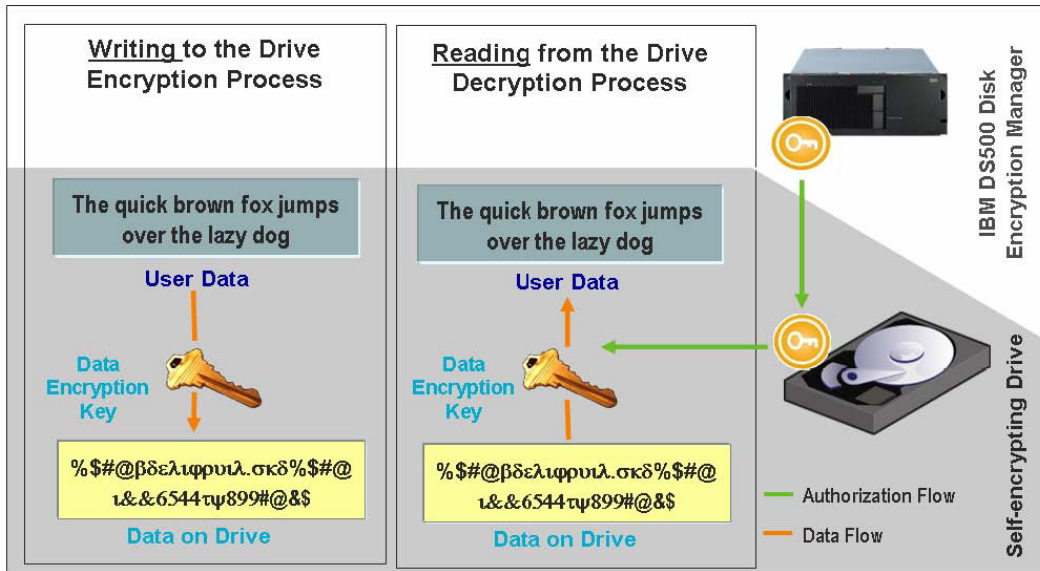 Writing to the Drive
Encryption Process
The quick brown fox jumps
over the lazy dog
User Data
Data
Encryption
Key
%$#@βδελιφρυιλ.σκδ%$#@
ι&&6544τψ899#@&$
Data on Drive
Reading from the Drive
Decryption Process
The quick brown fox jumps
over the lazy dog
User Data
Data
Encryption
Key
%$#@βδελιφρυιλ.σκδ%$#@
ι&&6544τψ899#@&$
Data on Drive
IBM DS500 Disk
Encryption Manager
Self-encrypting Drive
Authorization Flow
Data Flow